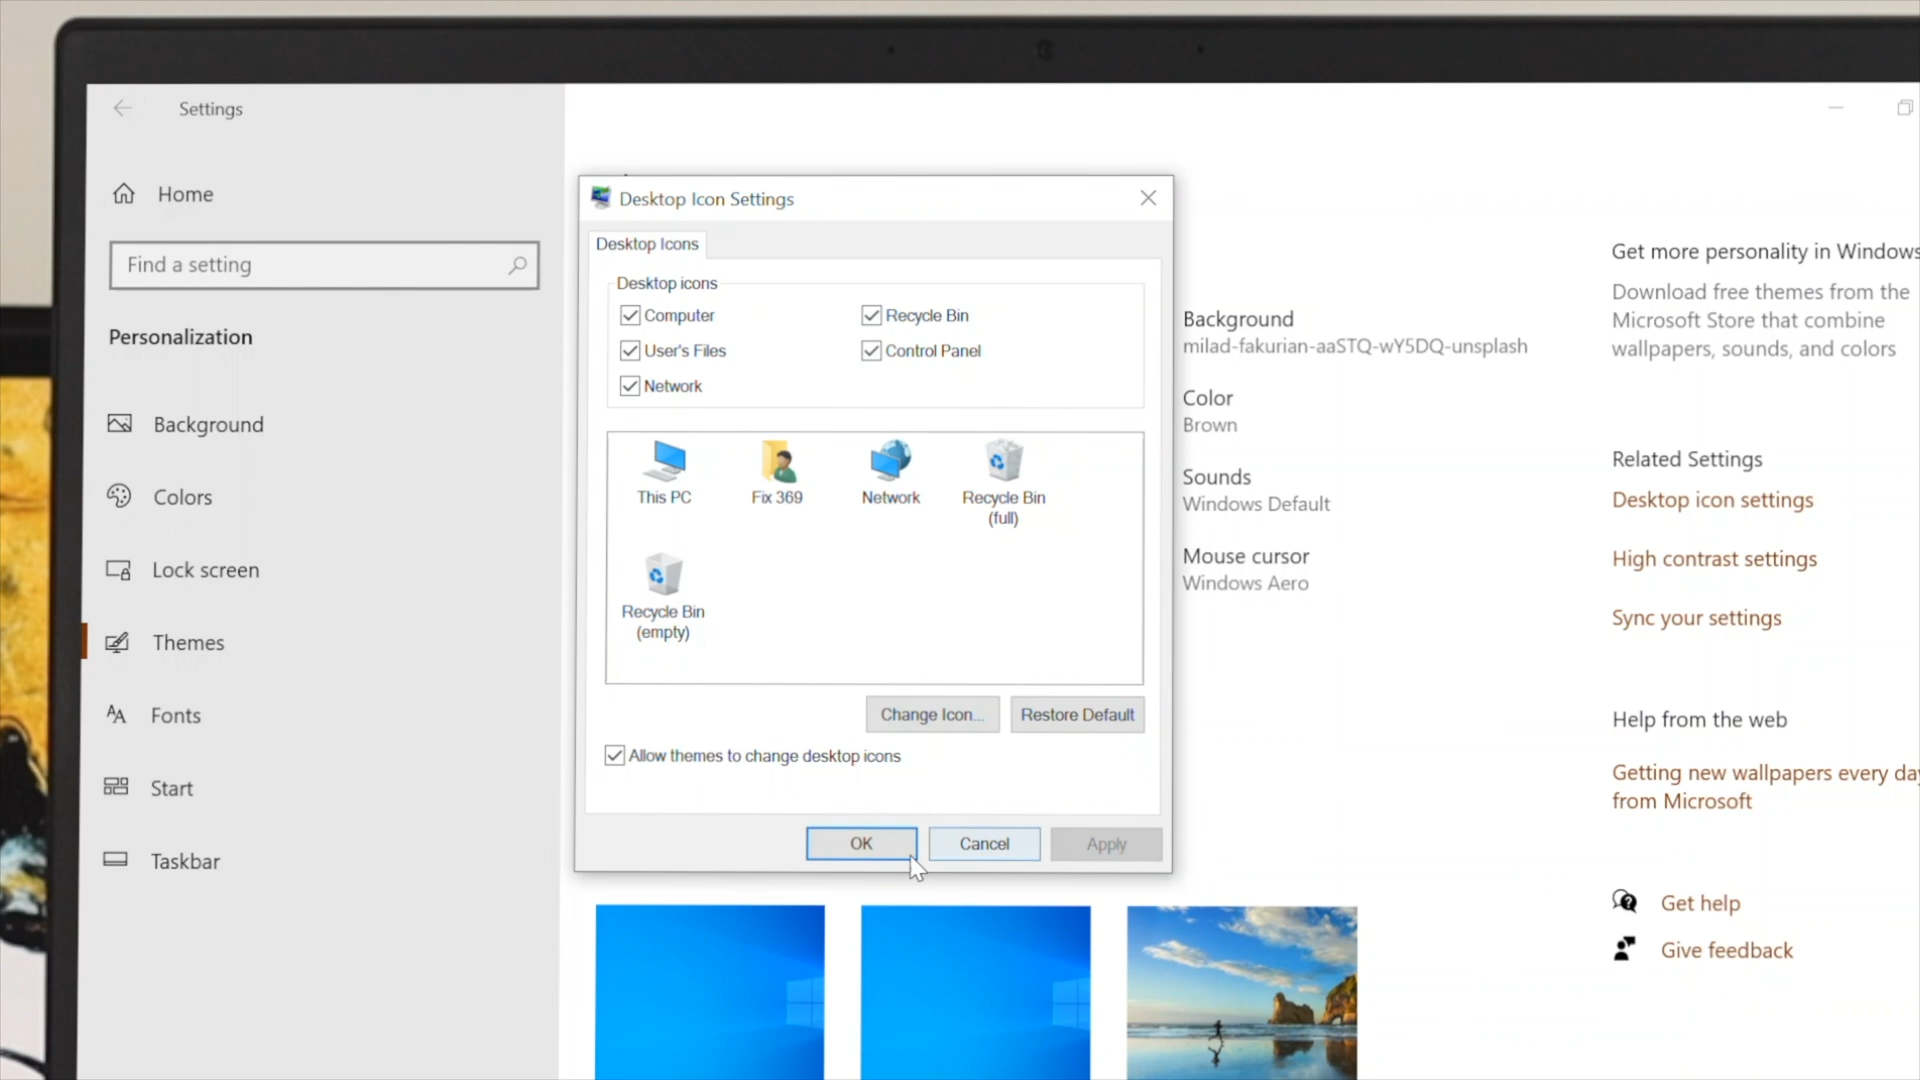 Settings
Home
Find a setting
Personalization
Background
Colors
Lock screen
Themes
Fonts
Start
Taskbar
Desktop Icon Settings
Desktop Icons
Desktop icons
Computer
Recycle Bin
User's Files
Control Panel
Network
This PC
Fix 369
Network
Recycle Bin
(full)
Recycle Bin
(empty)
Change Icon...
Restore Default
Allow themes to change desktop icons
OK
Cancel
Apply
Background
milad-fakurian-aaSTQ-wY5DQ-unsplash
Color
Brown
Sounds
Windows Default
Mouse cursor
Windows Aero
Get more personality in Windows
Download free themes from the
Microsoft Store that combine
wallpapers, sounds, and colors
Related Settings
Desktop icon settings
High contrast settings
Sync your settings
Help from the web
Getting new wallpapers every day
from Microsoft
Get help
Give feedback